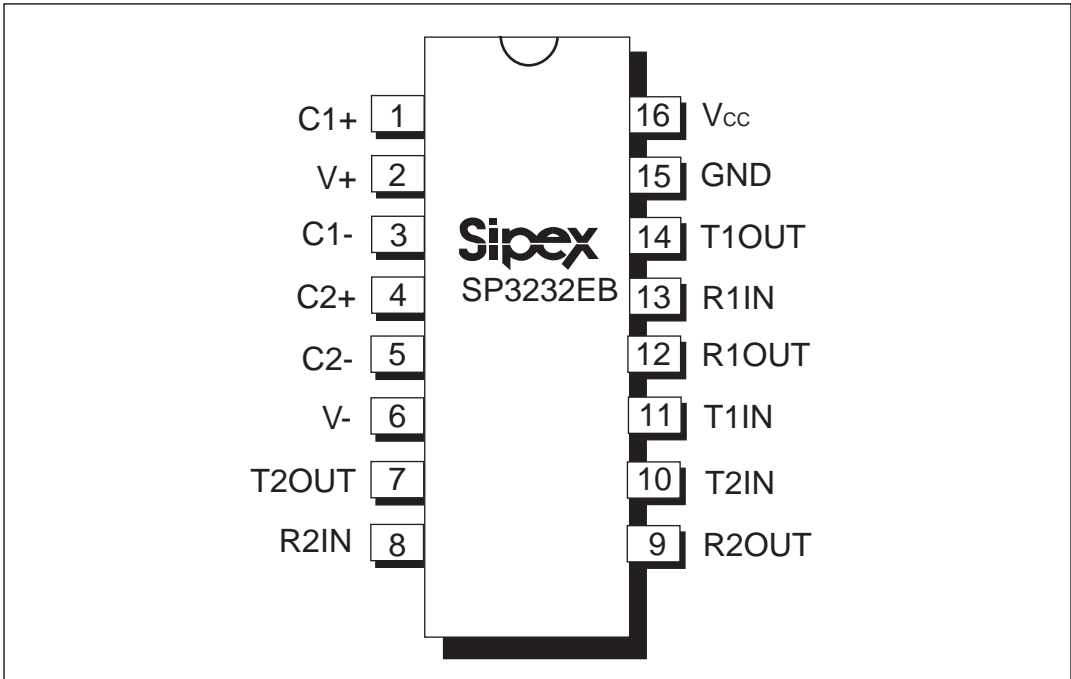 C1+ 1
V+ 2
C1- 3
C2+ 4
C2- 5
V- 6
T2OUT 7
R2IN 8
Sipex
SP3232EB
16 Vcc
15 GND
14 T1OUT
13 R1IN
12 R1OUT
11 T1IN
10 T2IN
9 R2OUT